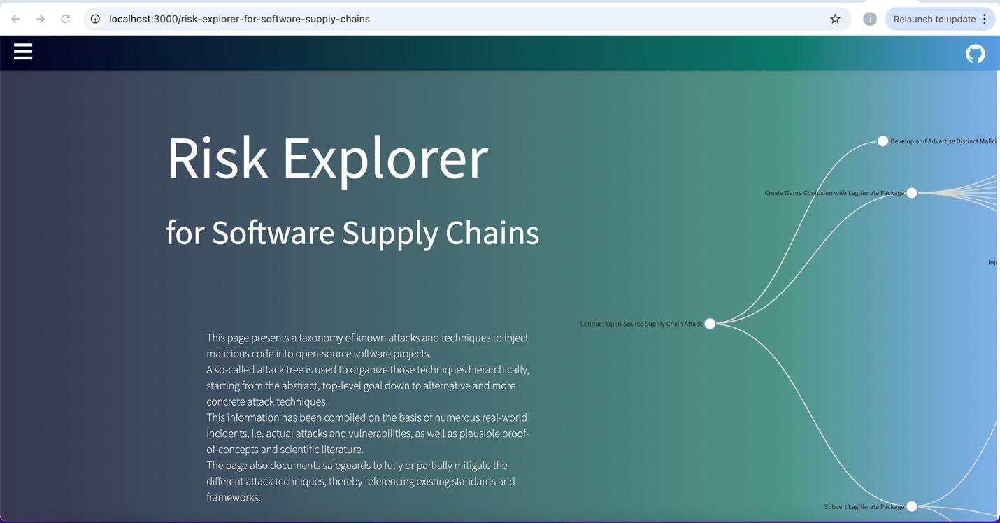 localhost:3000/risk-explorer-for-software-supply-chains
j
Relaunch to update
Risk Explorer
for Software Supply Chains
This page presents a taxonomy of known attacks and techniques to inject
malicious code into open-source software projects.
A so-called attack tree is used to organize those techniques hierarchically,
starting from the abstract, top-level goal down to alternative and more
concrete attack techniques.
This information has been compiled on the basis of numerous real-world
incidents, i.e. actual attacks and vulnerabilities, as well as plausible proof-
of-concepts and scientific literature.
The page also documents safeguards to fully or partially mitigate the
different attack techniques, thereby referencing existing standards and
frameworks.
Develop and Advertise Distinct Malici
Create Name Confusion with Legitimate Package
Inj
Conduct Open-Source Supply Chain Attack
Subvert Legitimate Package